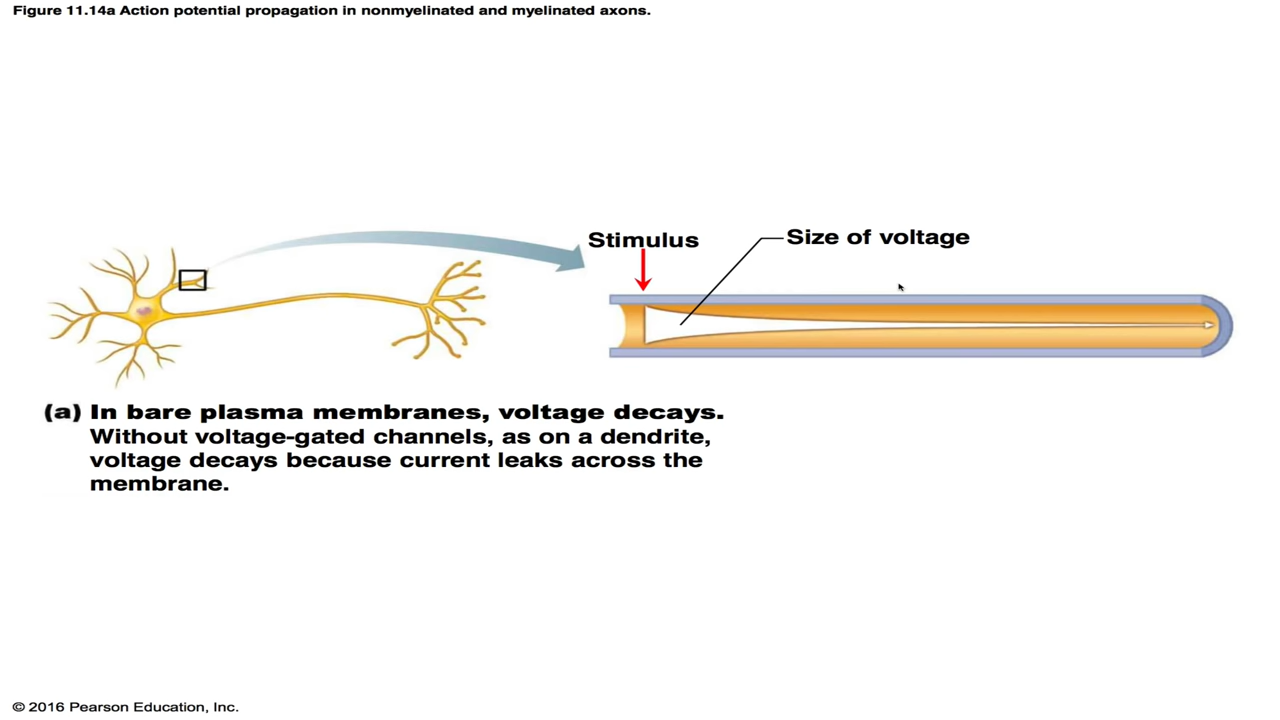 Figure 11.14a Action potential propagation in nonmyelinated and myelinated axons.
Stimulus
Size of voltage
(a) In bare plasma membranes, voltage decays.
Without voltage-gated channels, as on a dendrite,
voltage decays because current leaks across the
membrane.
© 2016 Pearson Education, Inc.